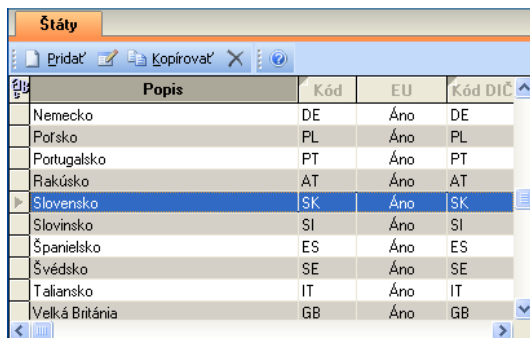 Štáty
Pridať Kopírovať
Popis Kód EU Kód DIČ
Nemecko DE Áno DE
Poľsko PL Áno PL
Portugalsko PT Áno PT
Rakúsko AT Áno AT
Slovensko SK Áno SK
Slovinsko SI Áno SI
Španielsko ES Áno ES
Švédsko SE Áno SE
Taliansko IT Áno IT
Velká Británia GB Áno GB